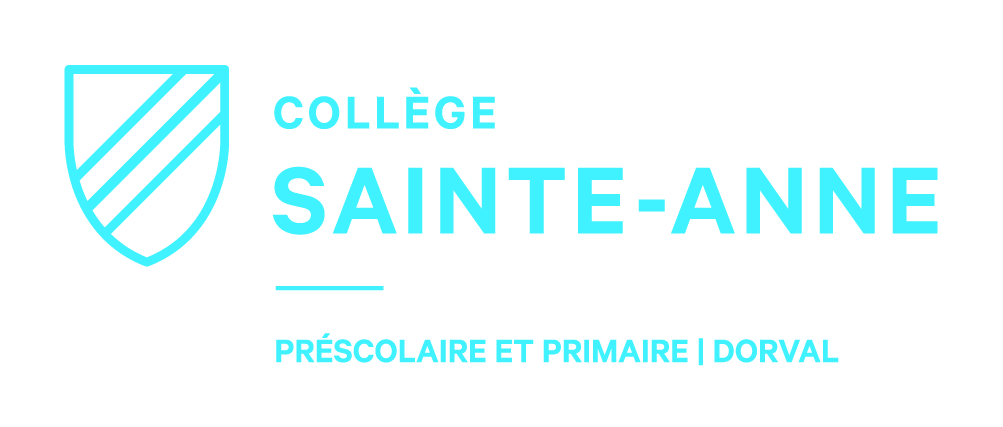 COLLÈGE
SAINTE-ANNE
PRÉSCOLAIRE ET PRIMAIRE | DORVAL